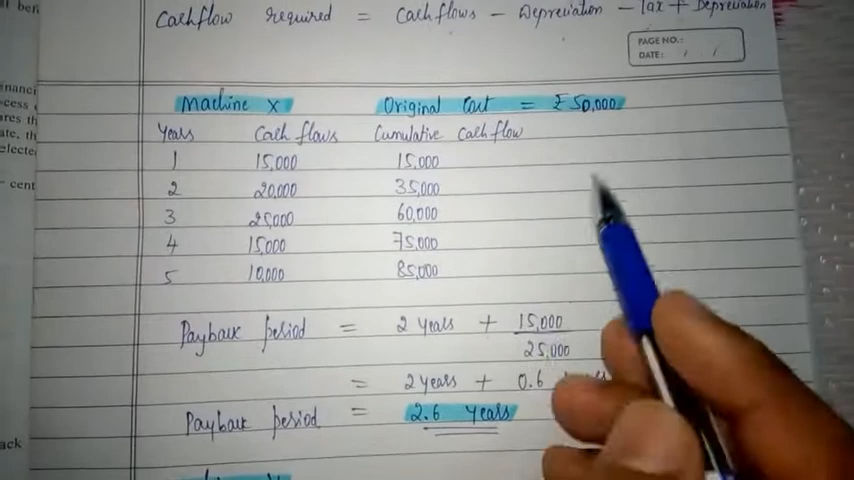 Cashflow required = Cashflows - Depreciation - Tax + Depreciation
PAGE NO.:
DATE: / /
Machine X Original Cost = ₹ 50,000
Years Cash flows Cumulative Cash flow
1 15,000 15,000
2 20,000 35,000
3 25,000 60,000
4 15,000 75,000
5 10,000 85,000
Payback period = 2 years + 15,000
25,000
= 2 years + 0.6
Payback period = 2.6 years